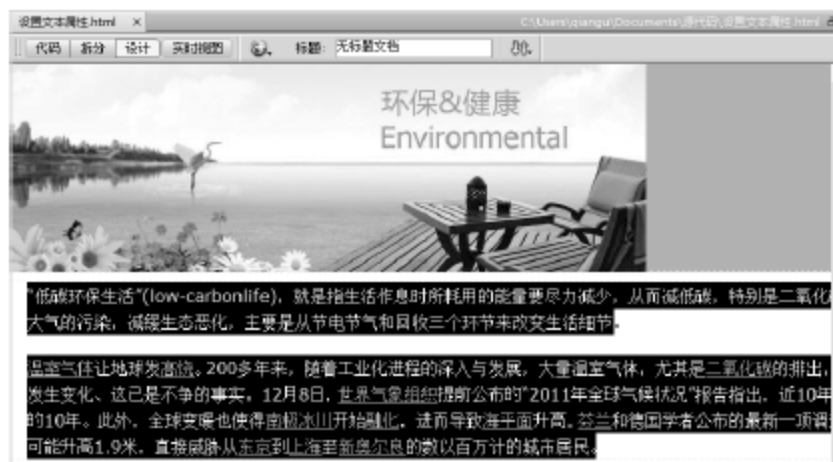 设置文本属性.html ×
C:\Users\qiangu\Documents\源代码\设置文本属性.html
代码 拆分 设计 实时视图 标题: 无标题文档
环保&健康
Environmental
"低碳环保生活"(low-carbonlife)，就是指生活作息时所耗用的能量要尽力减少，从而减低碳，特别是二氧化
大气的污染，减缓生态恶化，主要是从节电节气和回收三个环节来改变生活细节。
温室气体让地球发高烧。200多年来，随着工业化进程的深入与发展，大量温室气体，尤其是二氧化碳的排出，
发生变化、这已是不争的事实。12月8日，世界气象组织提前公布的"2011年全球气候状况"报告指出，近10年
的10年。此外，全球变暖也使得南极冰川开始融化，进而导致海平面升高。芬兰和德国学者公布的最新一项调
可能升高1.9米。直接威胁从东京到上海至新奥尔良的数以百万计的城市居民。